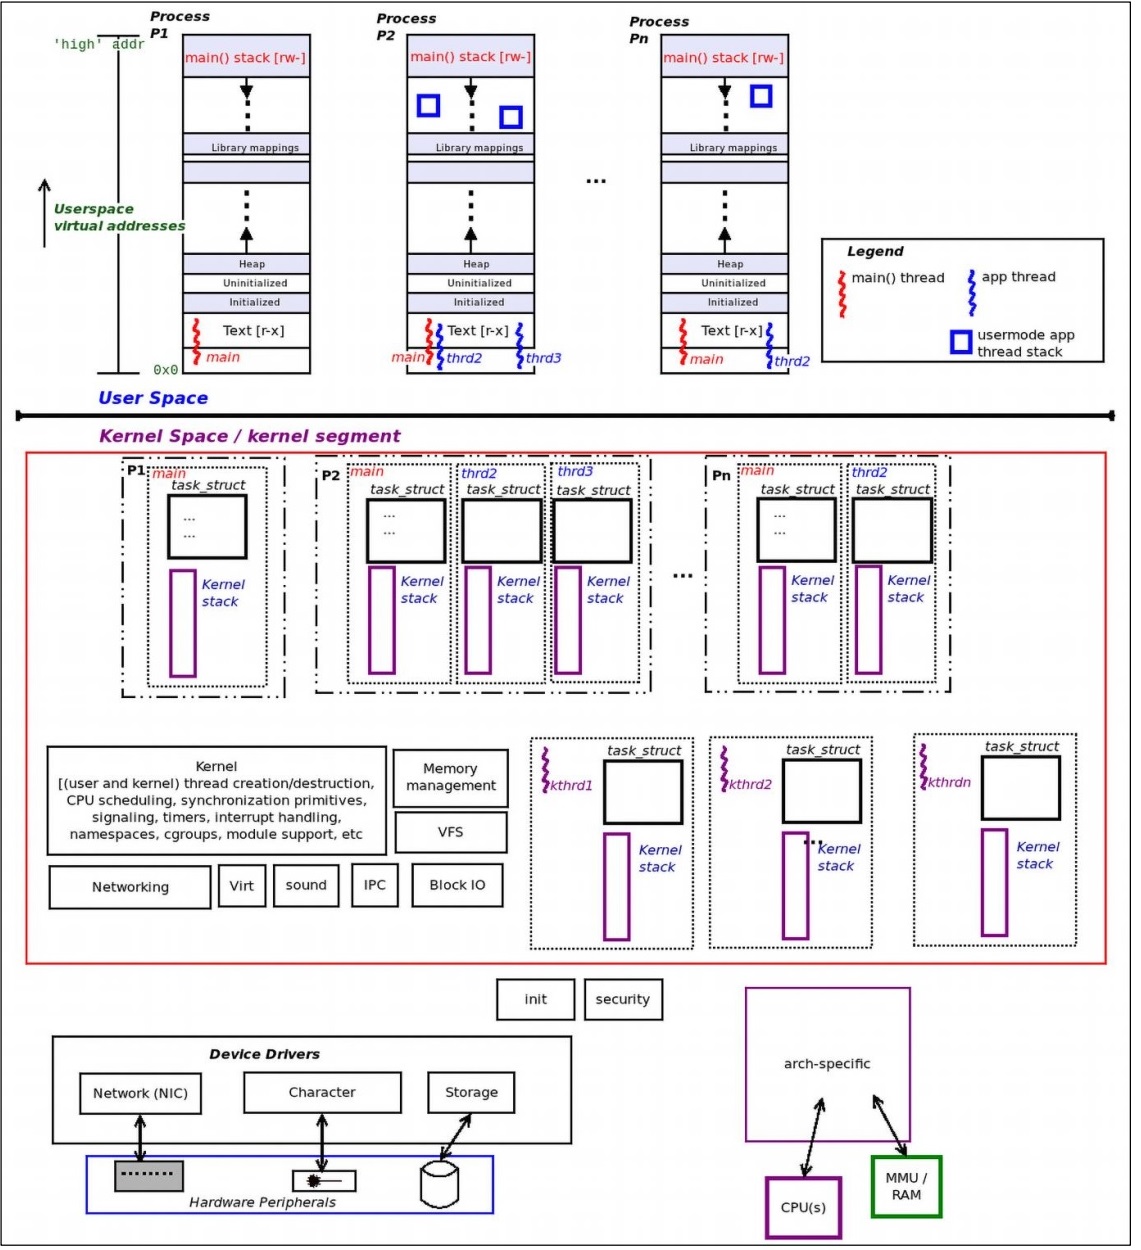 Process
P1
Process
P2
Process
Pn
'high' addr
main() stack [rw-]
main() stack [rw-]
main() stack [rw-]
Library mappings
Library mappings
Library mappings
...
Userspace
virtual addresses
Heap
Heap
Heap
Uninitialized
Uninitialized
Uninitialized
Initialized
Initialized
Initialized
Text [r-x]
Text [r-x]
Text [r-x]
main
main
thrd2
thrd3
main
thrd2
0x0
Legend
main() thread
app thread
usermode app
thread stack
User Space
Kernel Space / kernel segment
P1
main
task_struct
...
...
Kernel
stack
P2
main
task_struct
...
...
Kernel
stack
thrd2
task_struct
Kernel
stack
thrd3
task_struct
Kernel
stack
...
Pn
main
task_struct
...
...
Kernel
stack
thrd2
task_struct
Kernel
stack
Kernel
[(user and kernel) thread creation/destruction,
CPU scheduling, synchronization primitives,
signaling, timers, interrupt handling,
namespaces, cgroups, module support, etc
Memory
management
VFS
Networking
Virt
sound
IPC
Block IO
kthrd1
task_struct
Kernel
stack
kthrd2
task_struct
...
Kernel
stack
kthrdn
task_struct
Kernel
stack
init
security
Device Drivers
Network (NIC)
Character
Storage
Hardware Peripherals
arch-specific
CPU(s)
MMU /
RAM